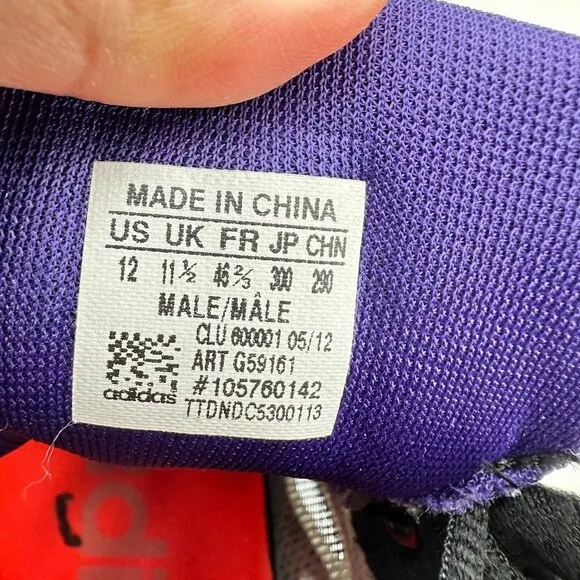 MADE IN CHINA
US UK FR JP CHN
12 11½ 46⅔ 300 290
MALE/MÂLE
CLU 600001 05/12
ART G59161
#105760142
adidas
TTDNDC5300113